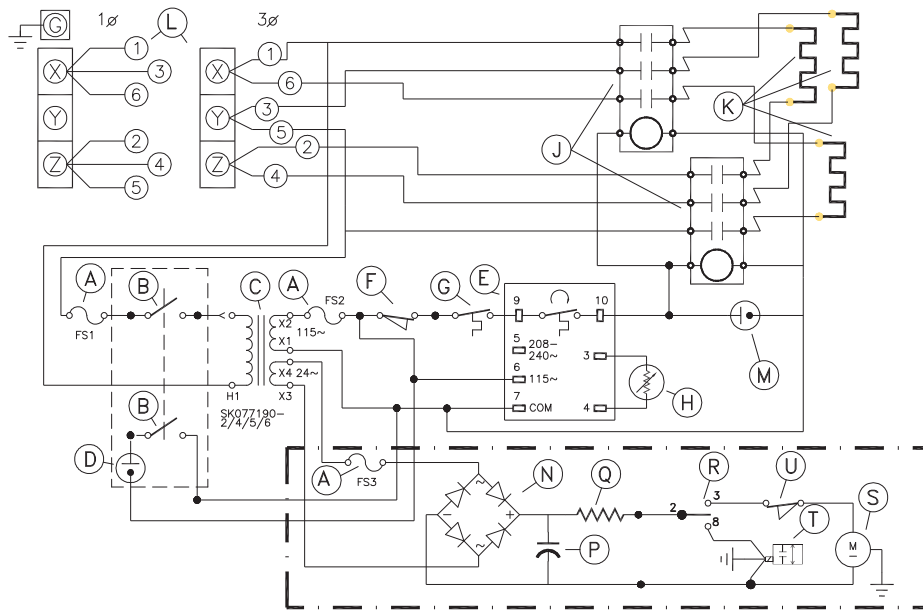 G 1ø L 3ø
X 1 3 6
Y
Z 2 4 5
X 1 6
Y 3 5
Z 2 4
J
K
A B C A F G E
FS1
FS2
X2
115~
X1
X4 24~
X3
H1
SK077190-
2/4/5/6
9 10
5 208-
240~
6 115~
7 COM
3
4
H
M
B
D
A
FS3
N
~
-
+
~
P
Q
R
2
3
8
U
T
S
M